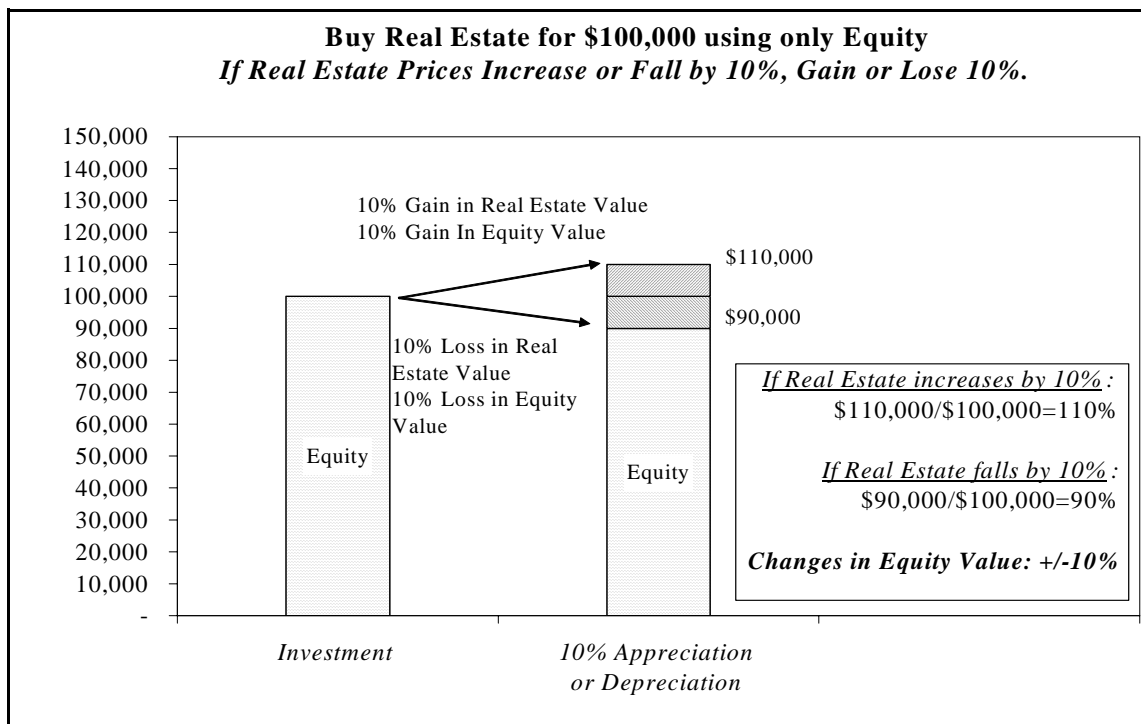 Buy Real Estate for $100,000 using only Equity
If Real Estate Prices Increase or Fall by 10%, Gain or Lose 10%.
150,000
140,000
130,000
120,000
110,000
100,000
90,000
80,000
70,000
60,000
50,000
40,000
30,000
20,000
10,000
-
10% Gain in Real Estate Value
10% Gain In Equity Value
$110,000
$90,000
10% Loss in Real
Estate Value
10% Loss in Equity
Value
Equity
Equity
If Real Estate increases by 10%:
$110,000/$100,000=110%
If Real Estate falls by 10%:
$90,000/$100,000=90%
Changes in Equity Value: +/-10%
Investment
10% Appreciation
or Depreciation